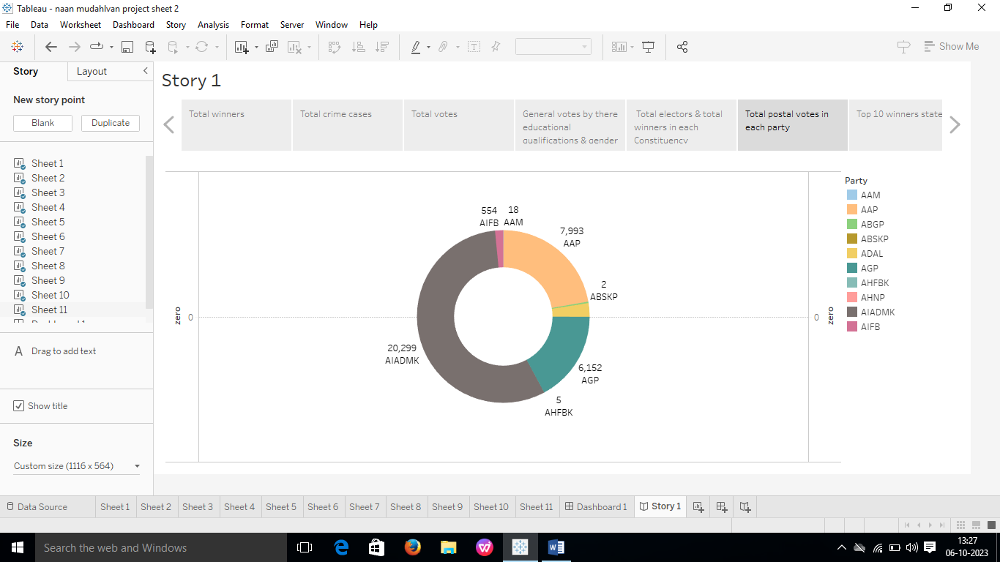 Tableau - naan mudahlvan project sheet 2
File Data Worksheet Dashboard Story Analysis Format Server Window Help
Show Me
Story Layout
New story point
Blank Duplicate
Sheet 1
Sheet 2
Sheet 3
Sheet 4
Sheet 5
Sheet 6
Sheet 7
Sheet 8
Sheet 9
Sheet 10
Sheet 11
A Drag to add text
Show title
Size
Custom size (1116 x 564)
Story 1
Total winners
Total crime cases
Total votes
General votes by there
educational
qualifications & gender
Total electors & total
winners in each
Constituency
Total postal votes in
each party
Top 10 winners state
zero
0
554
AIFB
18
AAM
7,993
AAP
2
ABSKP
20,299
AIADMK
6,152
AGP
5
AHFBK
0
zero
Party
AAM
AAP
ABGP
ABSKP
ADAL
AGP
AHFBK
AHNP
AIADMK
AIFB
Data Source Sheet 1 Sheet 2 Sheet 3 Sheet 4 Sheet 5 Sheet 6 Sheet 7 Sheet 8 Sheet 9 Sheet 10 Sheet 11 Dashboard 1 Story 1
Search the web and Windows
13:27
06-10-2023